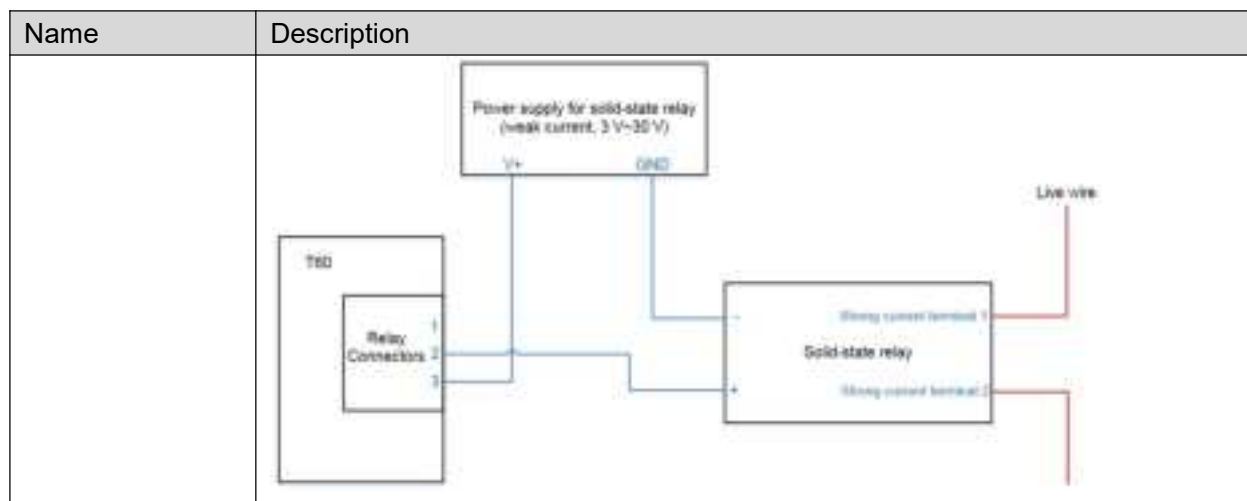 Name Description
Power supply for solid-state relay
(weak current, 3 V~30 V)
V+ GND
Live wire
T60
1
Relay
Connectors 2
3
- Strong current terminal 1
Solid-state relay
+ Strong current terminal 2